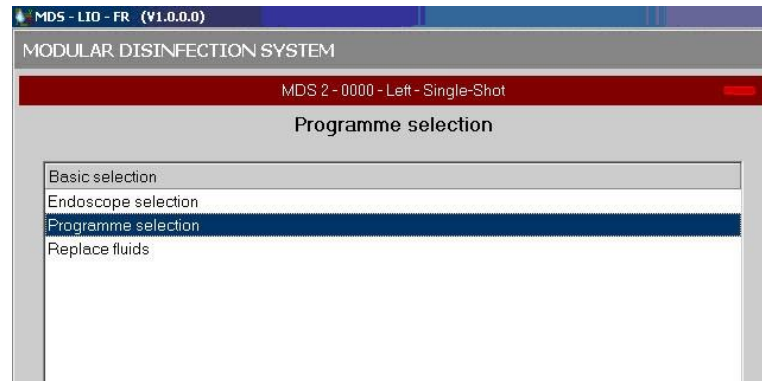 MDS - LIO - FR (V1.0.0.0)
MODULAR DISINFECTION SYSTEM
MDS 2 - 0000 - Left - Single-Shot
Programme selection
Basic selection
Endoscope selection
Programme selection
Replace fluids